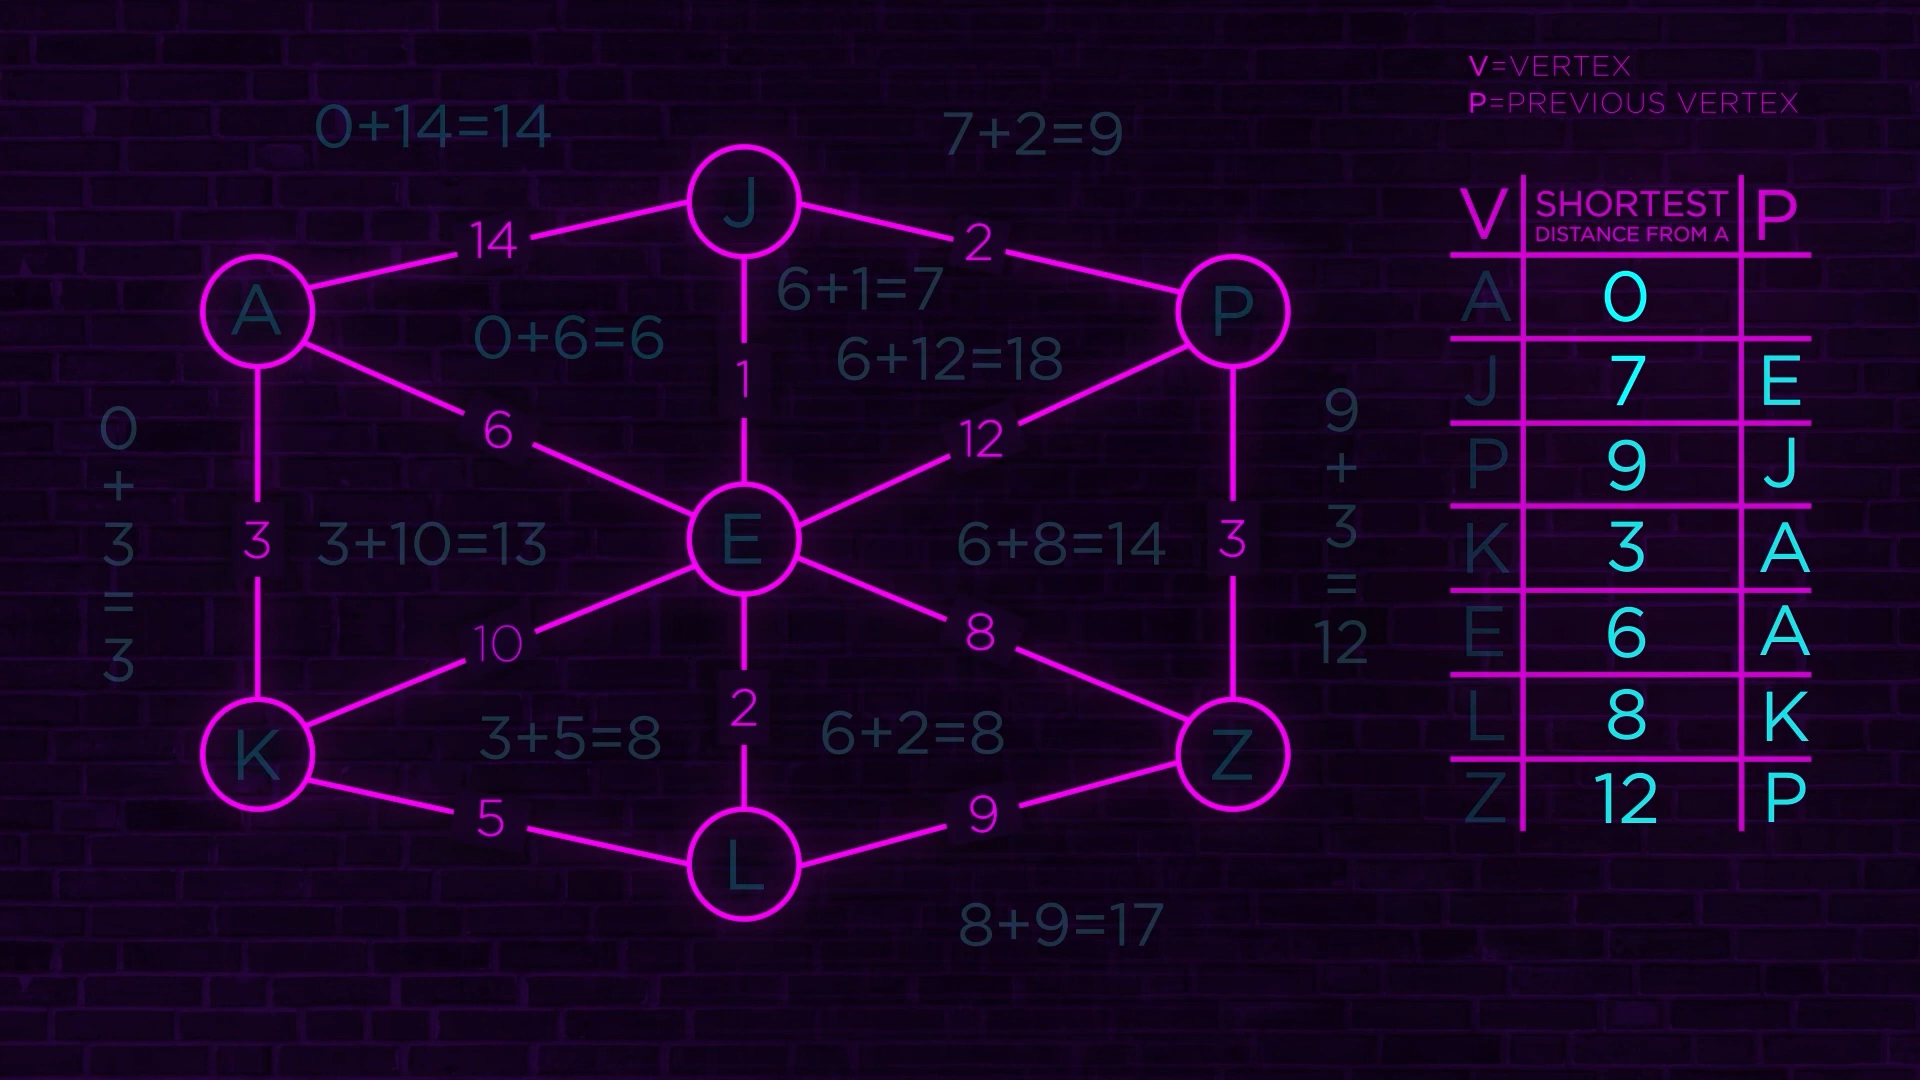 V=VERTEX
P=PREVIOUS VERTEX
0+14=14
7+2=9
J
14
2
6+1=7
A
P
0+6=6
6+12=18
1
6
12
0
+
3
=
3
9
+
3
=
12
3
3+10=13
E
6+8=14
3
10
8
2
3+5=8
6+2=8
K
Z
5
9
L
8+9=17
V SHORTEST DISTANCE FROM A P
A 0
J 7 E
P 9 J
K 3 A
E 6 A
L 8 K
Z 12 P